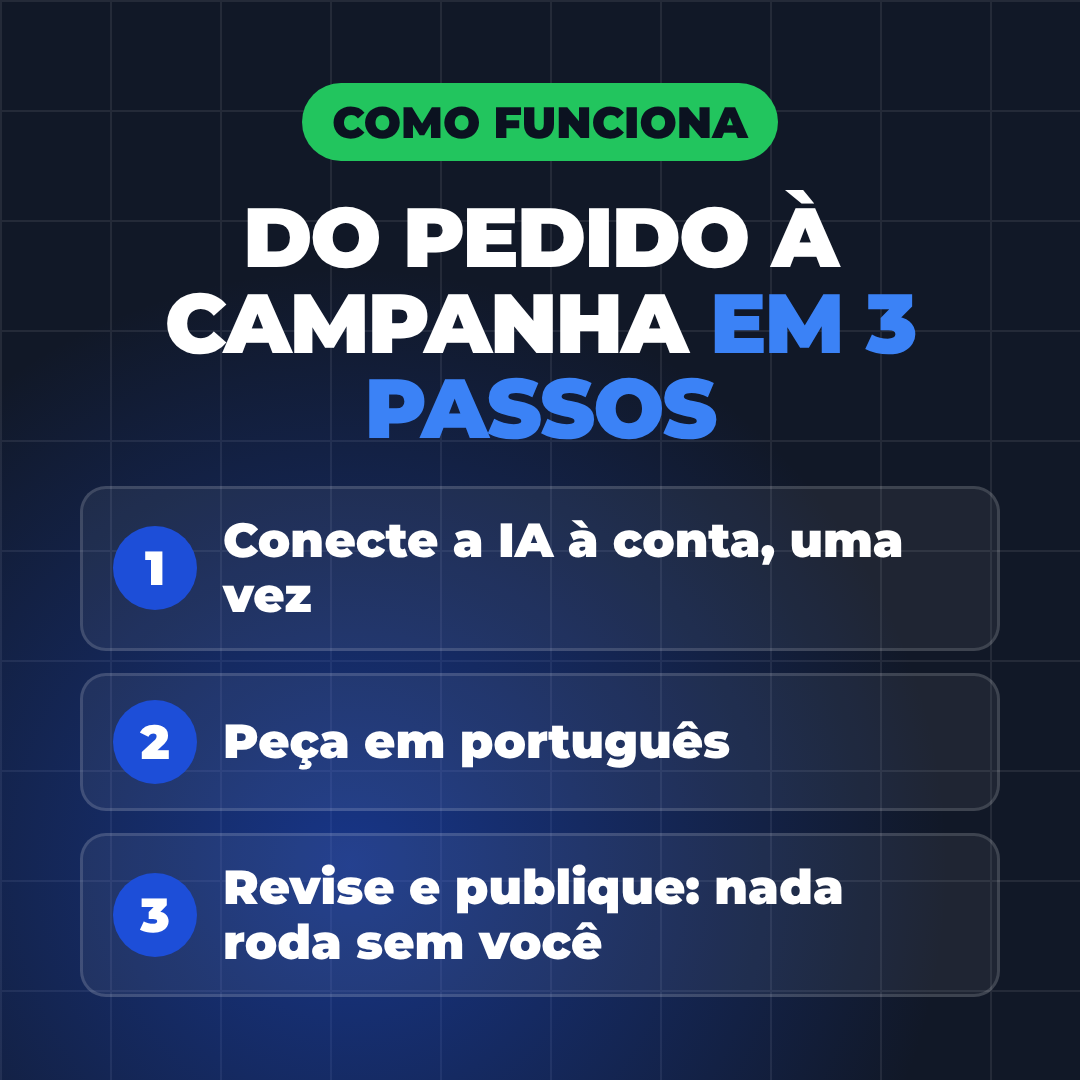 COMO FUNCIONA
DO PEDIDO À
CAMPANHA EM 3
PASSOS
1
Conecte a IA à conta, uma
vez
2
Peça em português
3
Revise e publique: nada
roda sem você